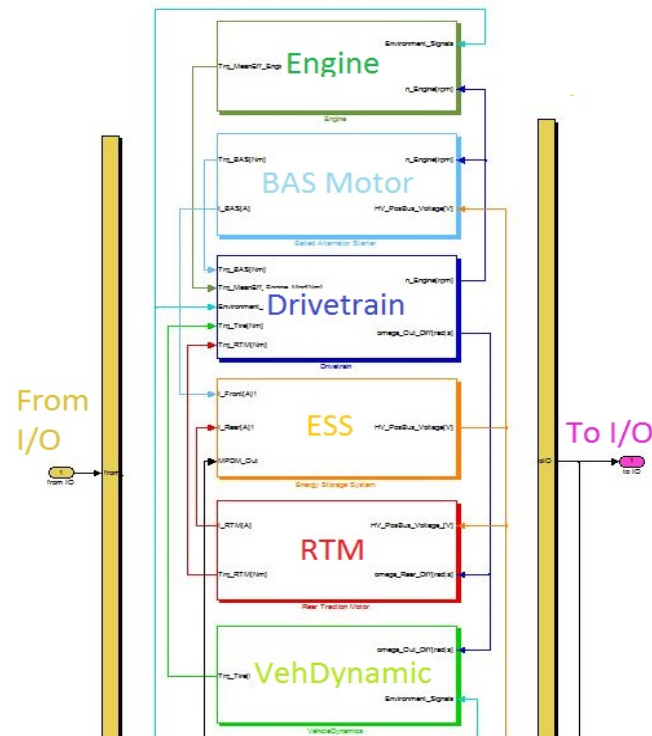 Environment_Signals
Engine
Trq_MeanEff_Engi
n_Engine[rpm]
Engine
Trq_BAS[Nm]
n_Engine[rpm]
BAS Motor
I_BAS[A]
HV_PosBus_Voltage[V]
Belted Alternator Starter
Trq_BAS[Nm]
n_Engine[rpm]
Trq_MeanEff_Engine_Mod[Nm]
Environment_
Drivetrain
Trq_Tire[Nm]
omega_Out_Diff[rad|s]
Trq_RTM[Nm]
Drivetrain
I_Front[A]1
From
I/O
I_Rear[A]1
ESS
HV_PosBus_Voltage[V]
To I/O
MPDM_Out
1
from IO
from
oIO
1
to IO
Energy Storage System
I_RTM[A]
HV_PosBus_Voltage_[V]
RTM
Trq_RTM[Nm]
omega_Rear_Diff[rad|s]
Rear Traction Motor
omega_Out_Diff[rad|s]
Trq_Tire[
VehDynamic
Environment_Signals
VehicleDynamics